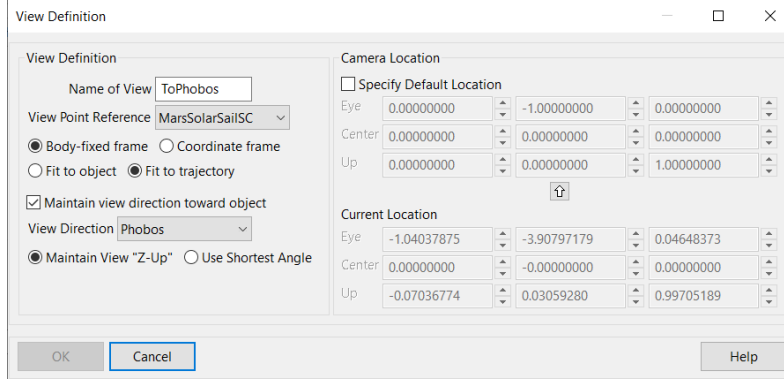 View Definition
View Definition
Name of View ToPhobos
View Point Reference MarsSolarSailSC
Body-fixed frame Coordinate frame
Fit to object Fit to trajectory
Maintain view direction toward object
View Direction Phobos
Maintain View "Z-Up" Use Shortest Angle
Camera Location
Specify Default Location
Eye 0.00000000 -1.00000000 0.00000000
Center 0.00000000 0.00000000 0.00000000
Up 0.00000000 0.00000000 1.00000000
Current Location
Eye -1.04037875 -3.90797179 0.04648373
Center 0.00000000 -0.00000000 0.00000000
Up -0.07036774 0.03059280 0.99705189
OK Cancel Help